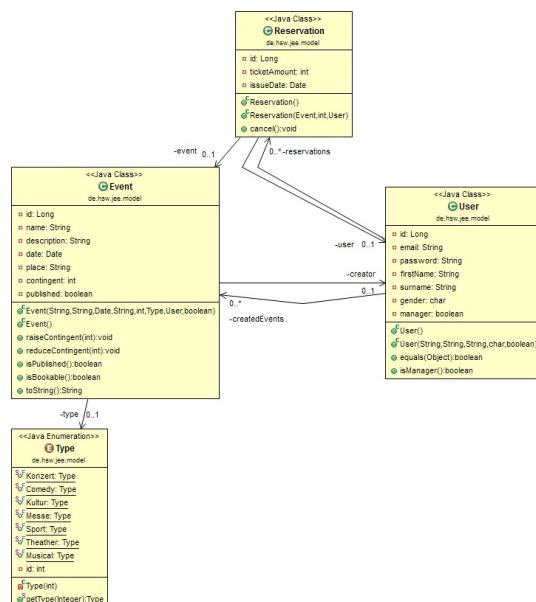 <<Java Class>>
Reservation
de.hsw.jee.model
id: Long
ticketAmount: int
issueDate: Date
Reservation()
Reservation(Event,int,User)
cancel():void
-event 0..1
0..* -reservations
<<Java Class>>
Event
de.hsw.jee.model
id: Long
name: String
description: String
date: Date
place: String
contingent: int
published: boolean
Event(String,String,Date,String,int,Type,User,boolean)
Event()
raiseContingent(int):void
reduceContingent(int):void
isPublished():boolean
isBookable():boolean
toString():String
-user 0..1
-creator
0..1
0..*
-createdEvents
<<Java Class>>
User
de.hsw.jee.model
id: Long
email: String
password: String
firstName: String
surname: String
gender: char
manager: boolean
User()
User(String,String,String,char,boolean)
equals(Object):boolean
isManager():boolean
-type 0..1
<<Java Enumeration>>
Type
de.hsw.jee.model
Konzert: Type
Comedy: Type
Kultur: Type
Messe: Type
Sport: Type
Theather: Type
Musical: Type
id: int
Type(int)
getType(Integer):Type